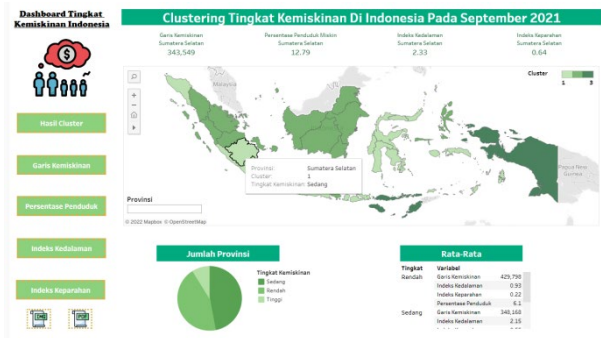 Dashboard Tingkat
Kemiskinan Indonesia
Hasil Cluster
Garis Kemiskinan
Persentase Penduduk
Indeks Kedalaman
Indeks Keparahan
PNG
PDF
Clustering Tingkat Kemiskinan Di Indonesia Pada September 2021
Garis Kemiskinan
Sumatera Selatan
343,549
Persentase Penduduk Miskin
Sumatera Selatan
12.79
Indeks Kedalaman
Sumatera Selatan
2.33
Indeks Keparahan
Sumatera Selatan
0.64
Cluster
1 3
Malaysia
Papua New
Guinea
Provinsi: Sumatera Selatan
Cluster: 1
Tingkat Kemiskinan: Sedang
Provinsi
© 2022 Mapbox © OpenStreetMap
Jumlah Provinsi
Tingkat Kemiskinan
Sedang
Rendah
Tinggi
Rata-Rata
Tingkat Variabel
Rendah Garis Kemiskinan 429,798
Indeks Kedalaman 0.93
Indeks Keparahan 0.22
Persentase Penduduk 6.1
Sedang Garis Kemiskinan 348,168
Indeks Kedalaman 2.15